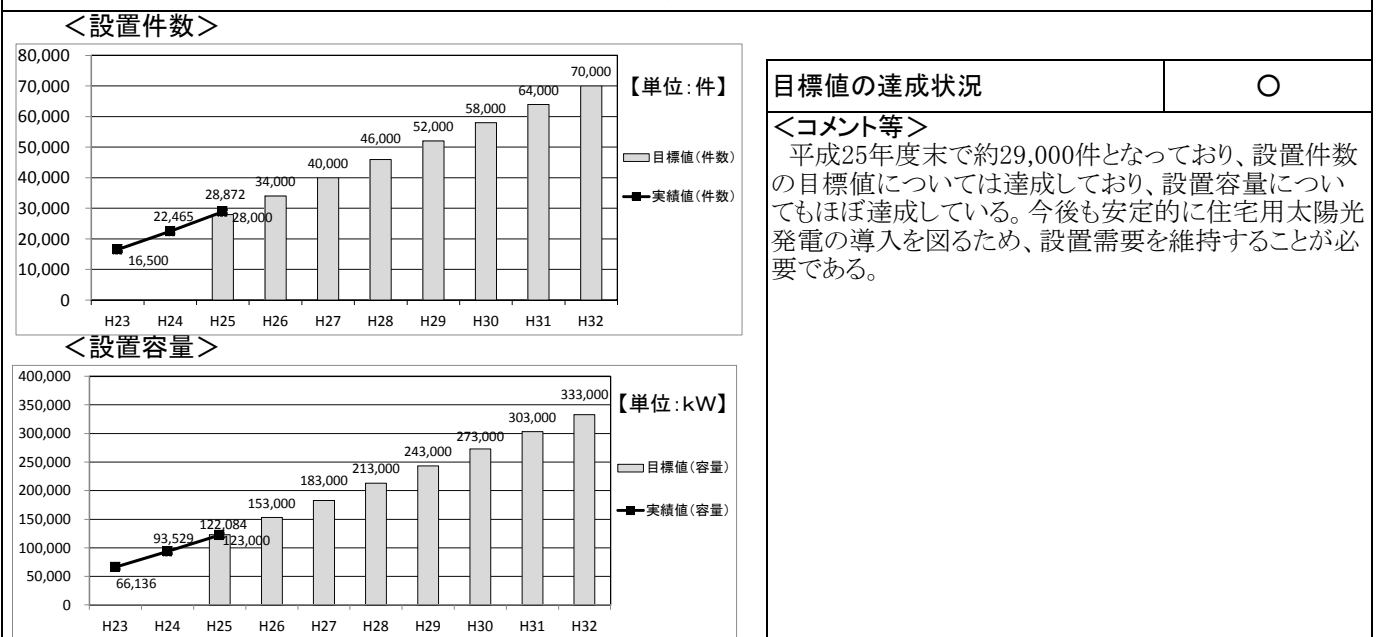 ＜設置件数＞
80,000
70,000
60,000
50,000
40,000
30,000
20,000
10,000
0
16,500
22,465
28,872
28,000
34,000
40,000
46,000
52,000
58,000
64,000
70,000
【単位：件】
目標値（件数）
実績値（件数）
H23 H24 H25 H26 H27 H28 H29 H30 H31 H32
＜設置容量＞
400,000
350,000
300,000
250,000
200,000
150,000
100,000
50,000
0
66,136
93,529
122,084
123,000
153,000
183,000
213,000
243,000
273,000
303,000
333,000
【単位：kW】
目標値（容量）
実績値（容量）
H23 H24 H25 H26 H27 H28 H29 H30 H31 H32
目標値の達成状況 ○
＜コメント等＞
平成25年度末で約29,000件となっており、設置件数
の目標値については達成しており、設置容量につい
てもほぼ達成している。今後も安定的に住宅用太陽光
発電の導入を図るため、設置需要を維持することが必
要である。